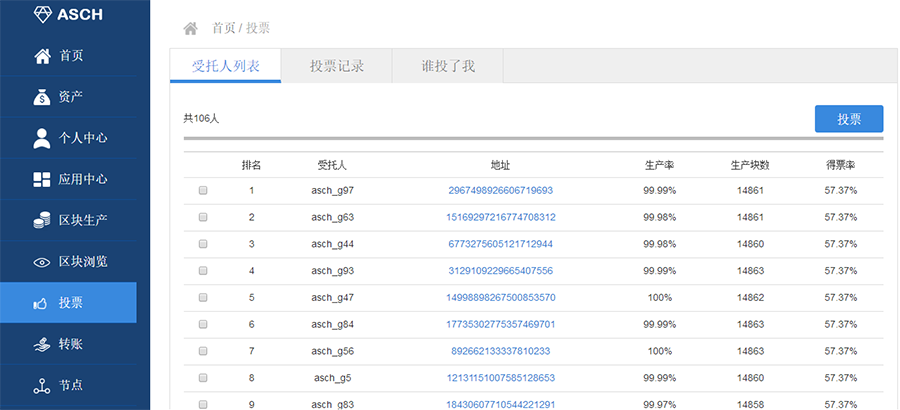 ASCH
首页
资产
个人中心
应用中心
区块生产
区块浏览
投票
转账
节点
首页 / 投票
受托人列表 投票记录 谁投了我
共106人 投票
排名 受托人 地址 生产率 生产块数 得票率
1 asch_g97 2967498926606719693 99.99% 14861 57.37%
2 asch_g63 15169297216774708312 99.98% 14861 57.37%
3 asch_g44 6773275605121712944 99.98% 14860 57.37%
4 asch_g93 3129109229665407556 99.99% 14863 57.37%
5 asch_g47 14998898267500853570 100% 14862 57.37%
6 asch_g84 17735302775357469701 99.99% 14863 57.37%
7 asch_g56 892662133337810233 100% 14863 57.37%
8 asch_g5 12131151007585128653 99.99% 14860 57.37%
9 asch_g83 18430607710544221291 99.97% 14858 57.37%